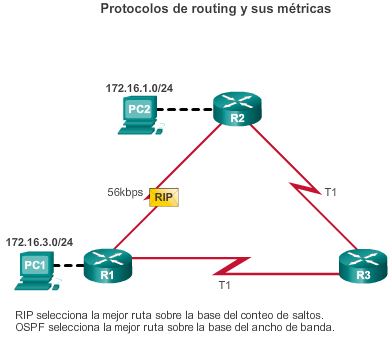 Protocolos de routing y sus métricas
172.16.1.0/24
PC2
R2
56kbps
RIP
T1
172.16.3.0/24
PC1
R1
R3
T1
RIP selecciona la mejor ruta sobre la base del conteo de saltos.
OSPF selecciona la mejor ruta sobre la base del ancho de banda.